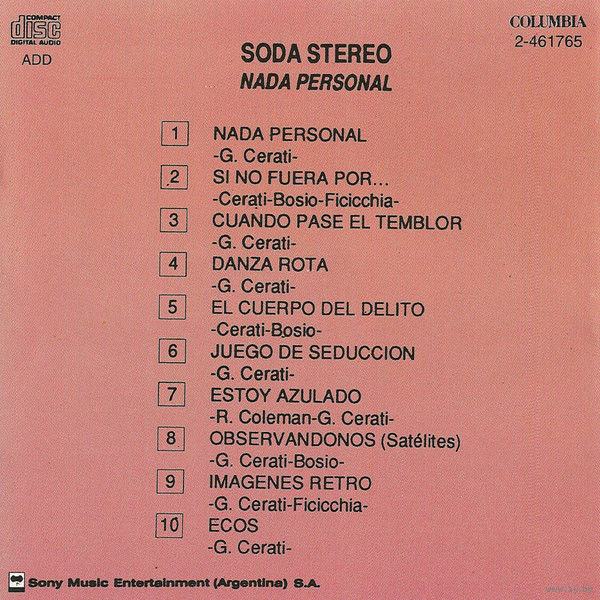 COMPACT
disc
DIGITAL AUDIO
ADD
COLUMBIA
2-461765
SODA STEREO
NADA PERSONAL
1 NADA PERSONAL
-G. Cerati-
2 SI NO FUERA POR...
-Cerati-Bosio-Ficicchia-
3 CUANDO PASE EL TEMBLOR
-G. Cerati-
4 DANZA ROTA
-G. Cerati-
5 EL CUERPO DEL DELITO
-Cerati-Bosio-
6 JUEGO DE SEDUCCION
-G. Cerati-
7 ESTOY AZULADO
-R. Coleman-G. Cerati-
8 OBSERVANDONOS (Satélites)
-G. Cerati-Bosio-
9 IMAGENES RETRO
-G. Cerati-Ficicchia-
10 ECOS
-G. Cerati-
Sony Music Entertainment (Argentina) S.A.